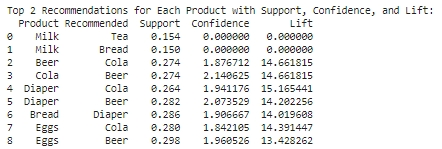 Top 2 Recommendations for Each Product with Support, Confidence, and Lift:
Product Recommended Support Confidence Lift
0 Milk Tea 0.154 0.000000 0.000000
1 Milk Bread 0.150 0.000000 0.000000
2 Beer Cola 0.274 1.876712 14.661815
3 Cola Beer 0.274 2.140625 14.661815
4 Diaper Cola 0.264 1.941176 15.165441
5 Diaper Beer 0.282 2.073529 14.202256
6 Bread Diaper 0.286 1.906667 14.019608
7 Eggs Cola 0.280 1.842105 14.391447
8 Eggs Beer 0.298 1.960526 13.428262